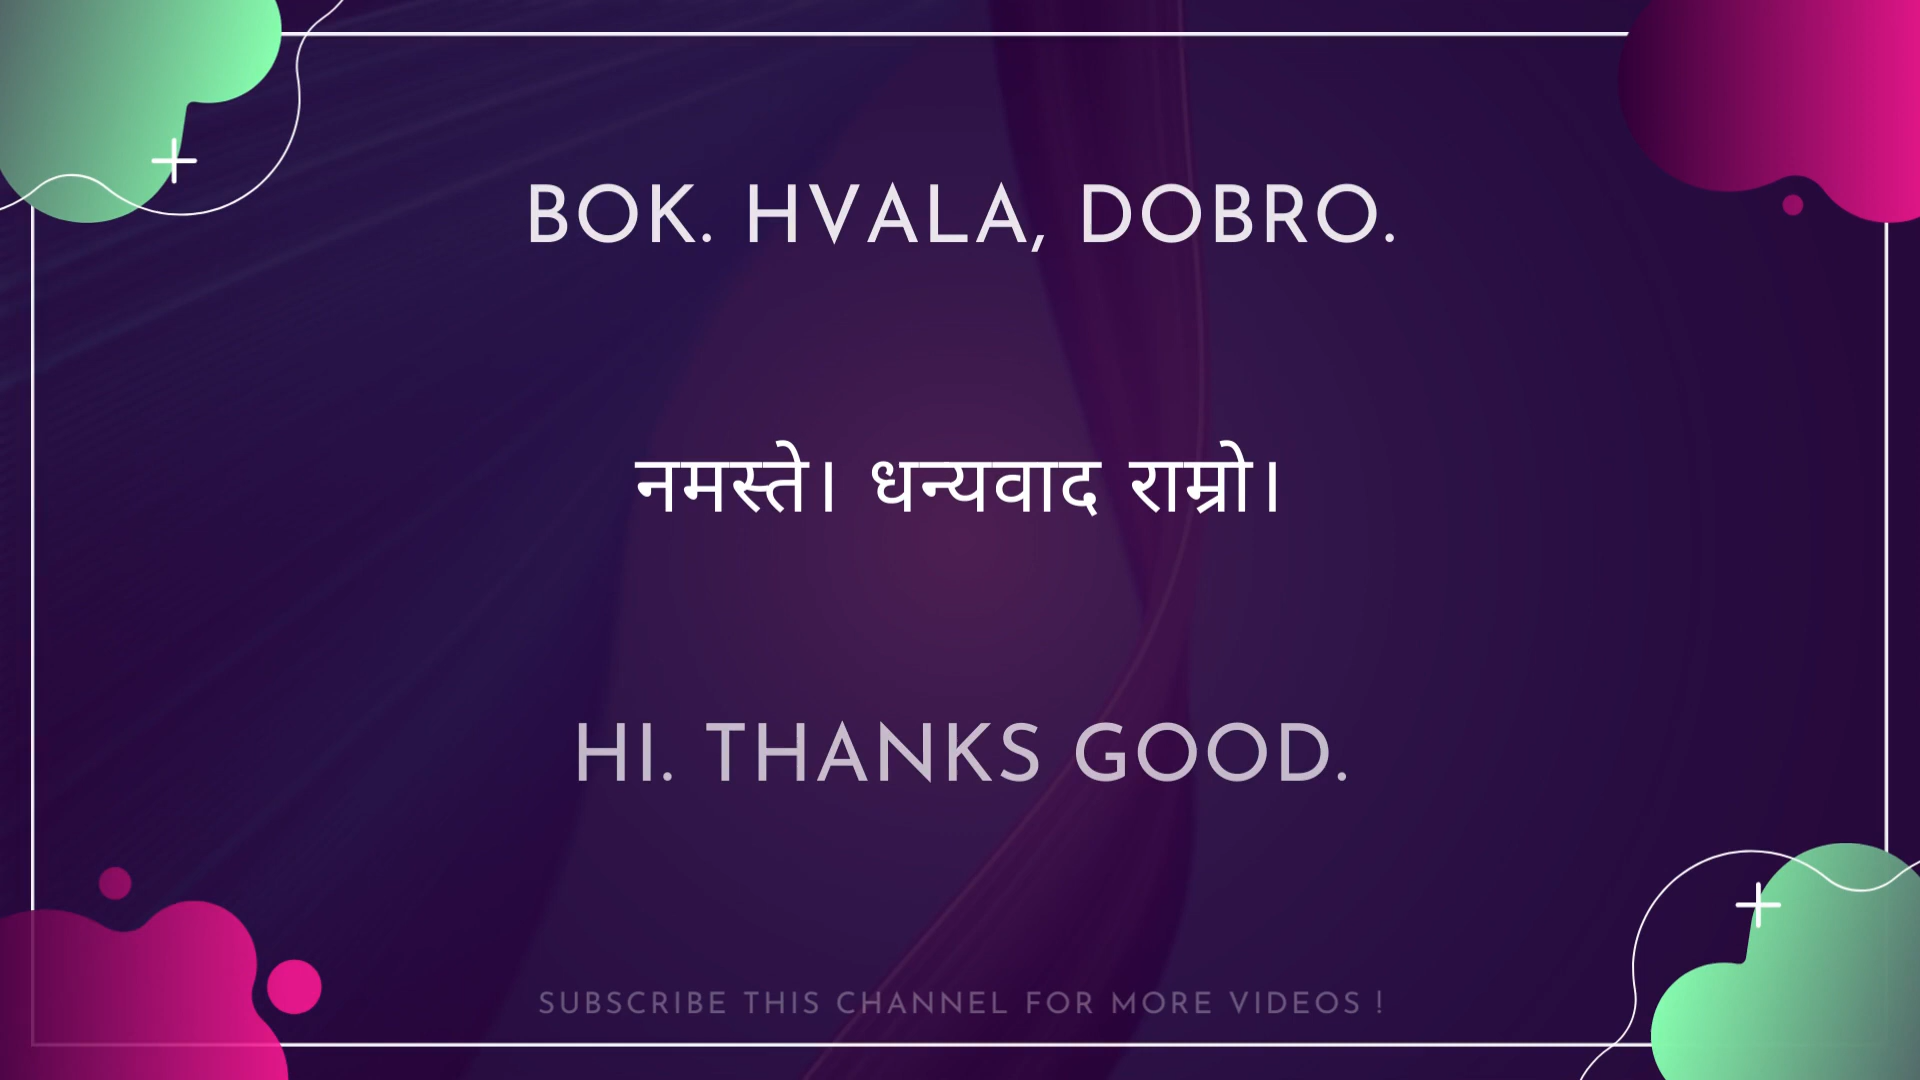 BOK. HVALA, DOBRO.
नमस्ते। धन्यवाद राम्रो।
HI. THANKS GOOD.
SUBSCRIBE THIS CHANNEL FOR MORE VIDEOS !